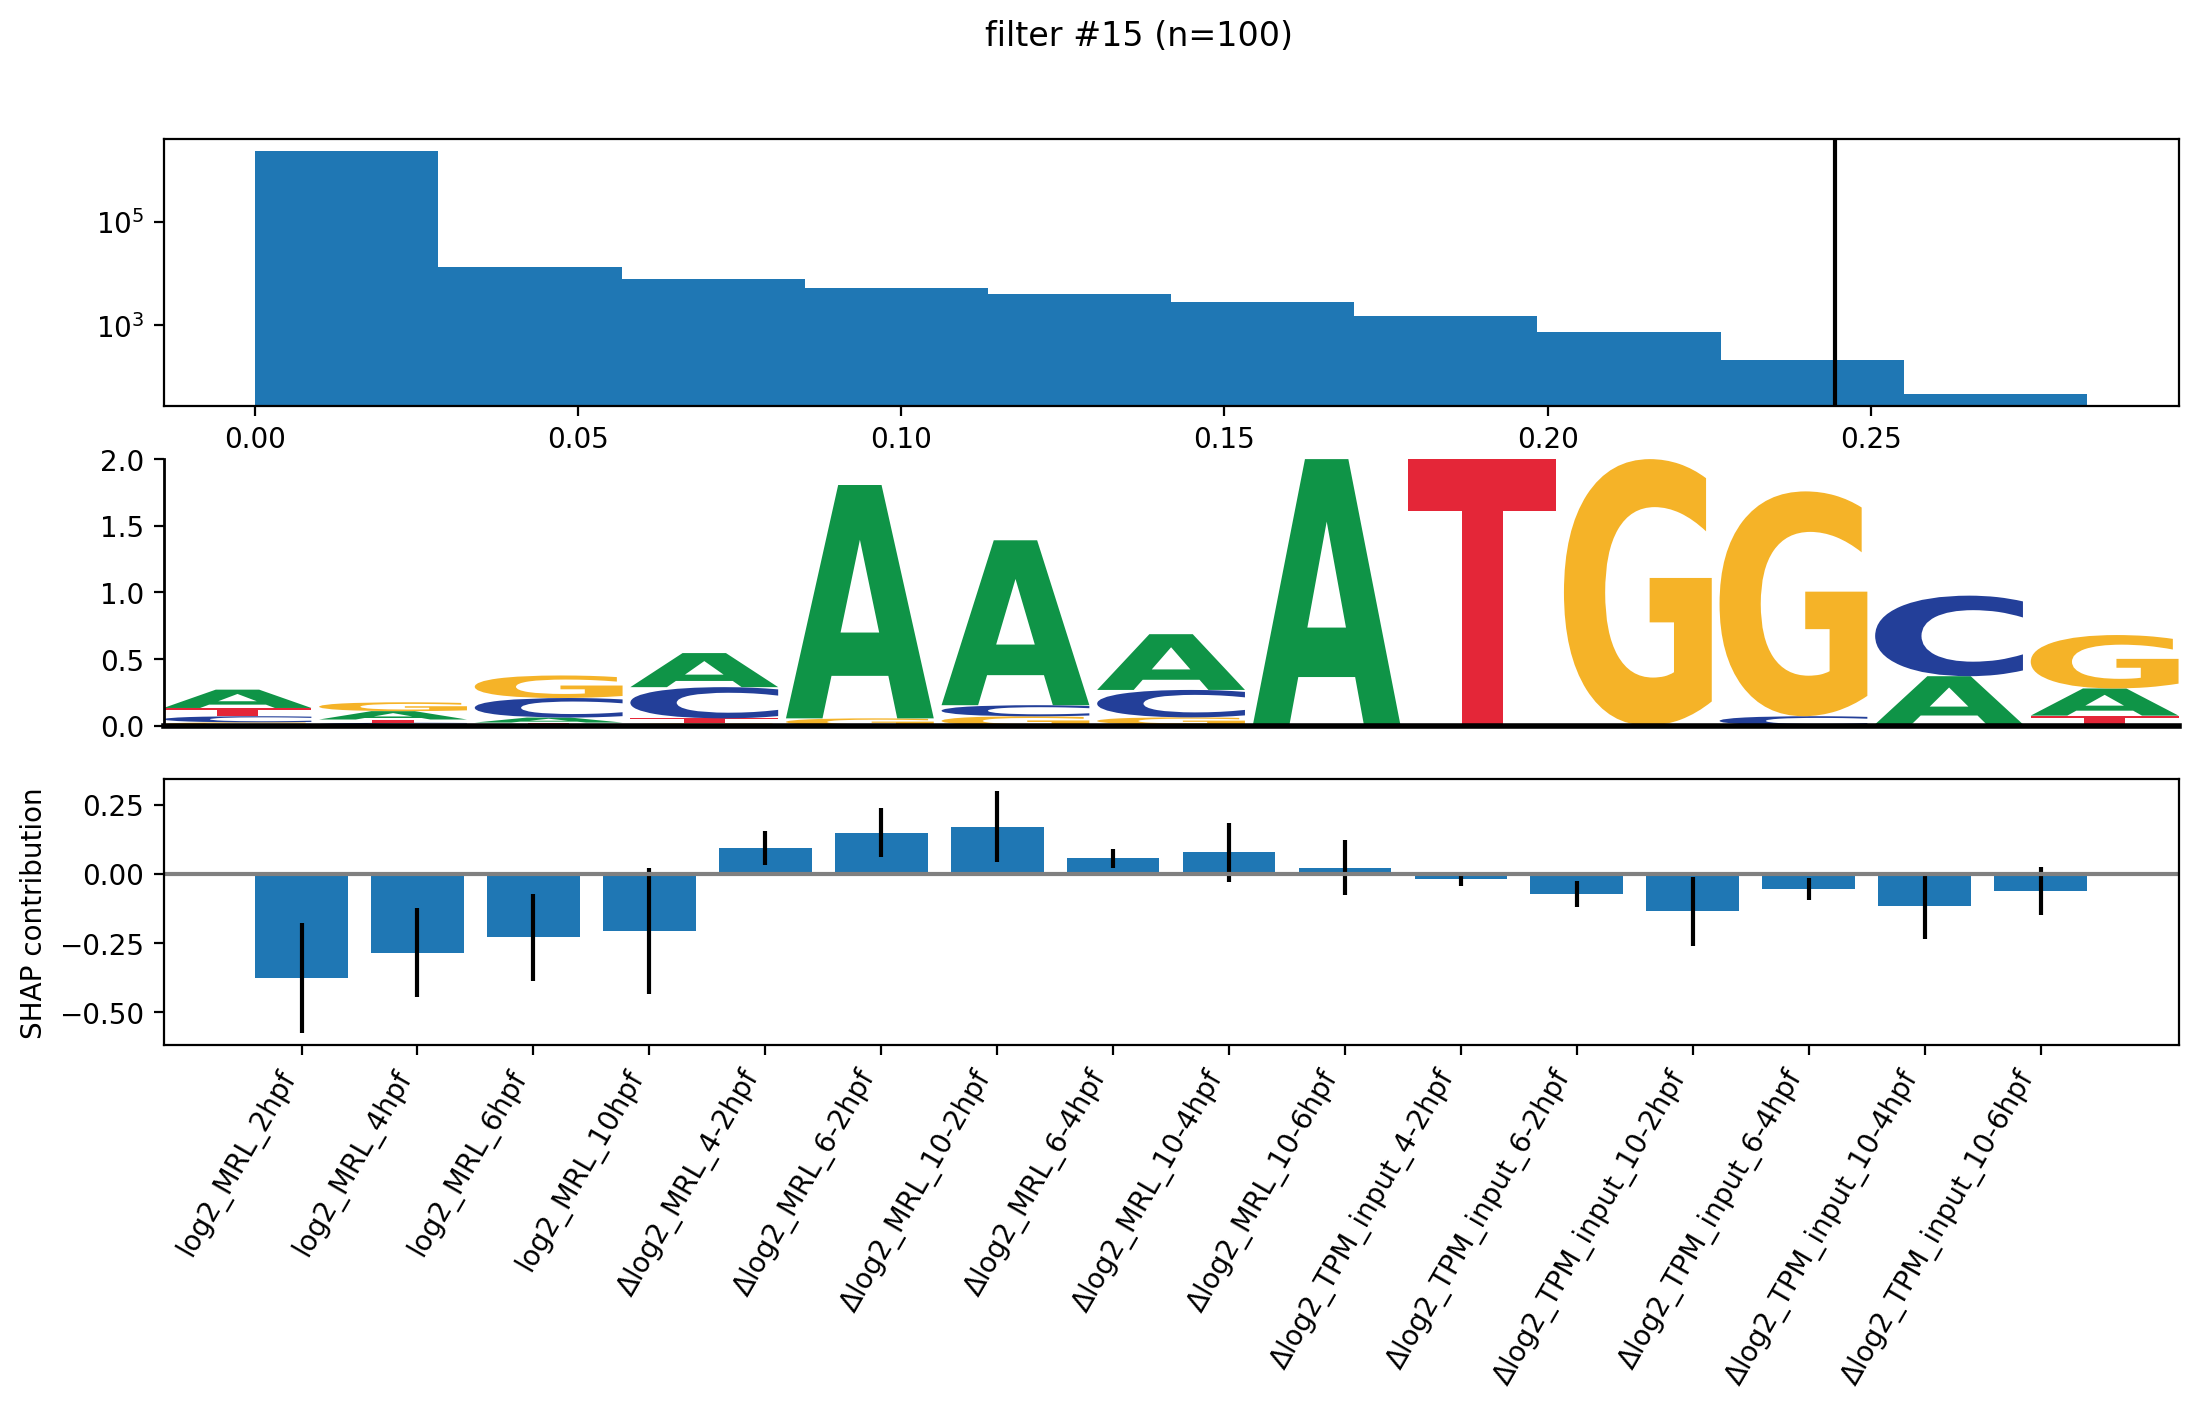 filter #15 (n=100)
10⁵
10³
0.00 0.05 0.10 0.15 0.20 0.25
2.0
1.5
1.0
0.5
0.0
A T C G A T G C A A C T A G A C G A C G A T G G C C A G A T
SHAP contribution
0.25
0.00
−0.25
−0.50
log2_MRL_2hpf
log2_MRL_4hpf
log2_MRL_6hpf
log2_MRL_10hpf
Δlog2_MRL_4-2hpf
Δlog2_MRL_6-2hpf
Δlog2_MRL_10-2hpf
Δlog2_MRL_6-4hpf
Δlog2_MRL_10-4hpf
Δlog2_MRL_10-6hpf
Δlog2_TPM_input_4-2hpf
Δlog2_TPM_input_6-2hpf
Δlog2_TPM_input_10-2hpf
Δlog2_TPM_input_6-4hpf
Δlog2_TPM_input_10-4hpf
Δlog2_TPM_input_10-6hpf